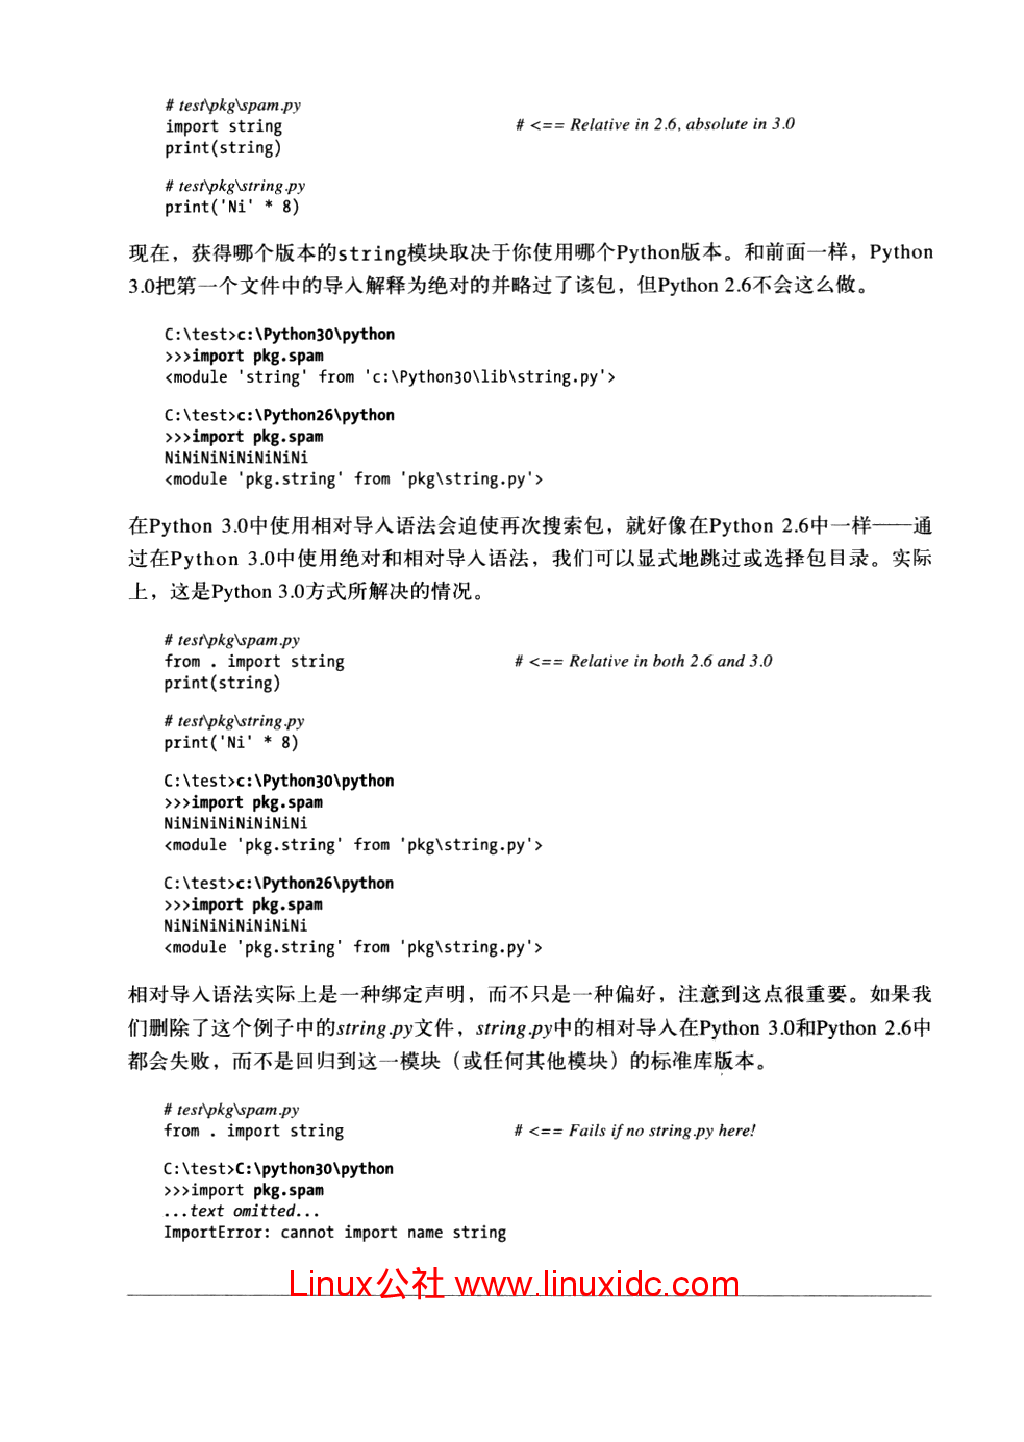 # test\pkg\spam.py
import string # <== Relative in 2.6, absolute in 3.0
print(string)
# test\pkg\string.py
print('Ni' * 8)
现在，获得哪个版本的string模块取决于你使用哪个Python版本。和前面一样，Python
3.0把第一个文件中的导入解释为绝对的并略过了该包，但Python 2.6不会这么做。
C:\test>c:\Python30\python
>>>import pkg.spam
<module 'string' from 'c:\Python30\lib\string.py'>
C:\test>c:\Python26\python
>>>import pkg.spam
NiNiNiNiNiNiNiNi
<module 'pkg.string' from 'pkg\string.py'>
在Python 3.0中使用相对导入语法会迫使再次搜索包，就好像在Python 2.6中一样——通
过在Python 3.0中使用绝对和相对导入语法，我们可以显式地跳过或选择包目录。实际
上，这是Python 3.0方式所解决的情况。
# test\pkg\spam.py
from . import string # <== Relative in both 2.6 and 3.0
print(string)
# test\pkg\string.py
print('Ni' * 8)
C:\test>c:\Python30\python
>>>import pkg.spam
NiNiNiNiNiNiNiNi
<module 'pkg.string' from 'pkg\string.py'>
C:\test>c:\Python26\python
>>>import pkg.spam
NiNiNiNiNiNiNiNi
<module 'pkg.string' from 'pkg\string.py'>
相对导入语法实际上是一种绑定声明，而不只是一种偏好，注意到这点很重要。如果我
们删除了这个例子中的string.py文件，string.py中的相对导入在Python 3.0和Python 2.6中
都会失败，而不是回归到这一模块（或任何其他模块）的标准库版本。
# test\pkg\spam.py
from . import string # <== Fails if no string.py here!
C:\test>C:\python30\python
>>>import pkg.spam
...text omitted...
ImportError: cannot import name string
Linux公社 www.linuxidc.com